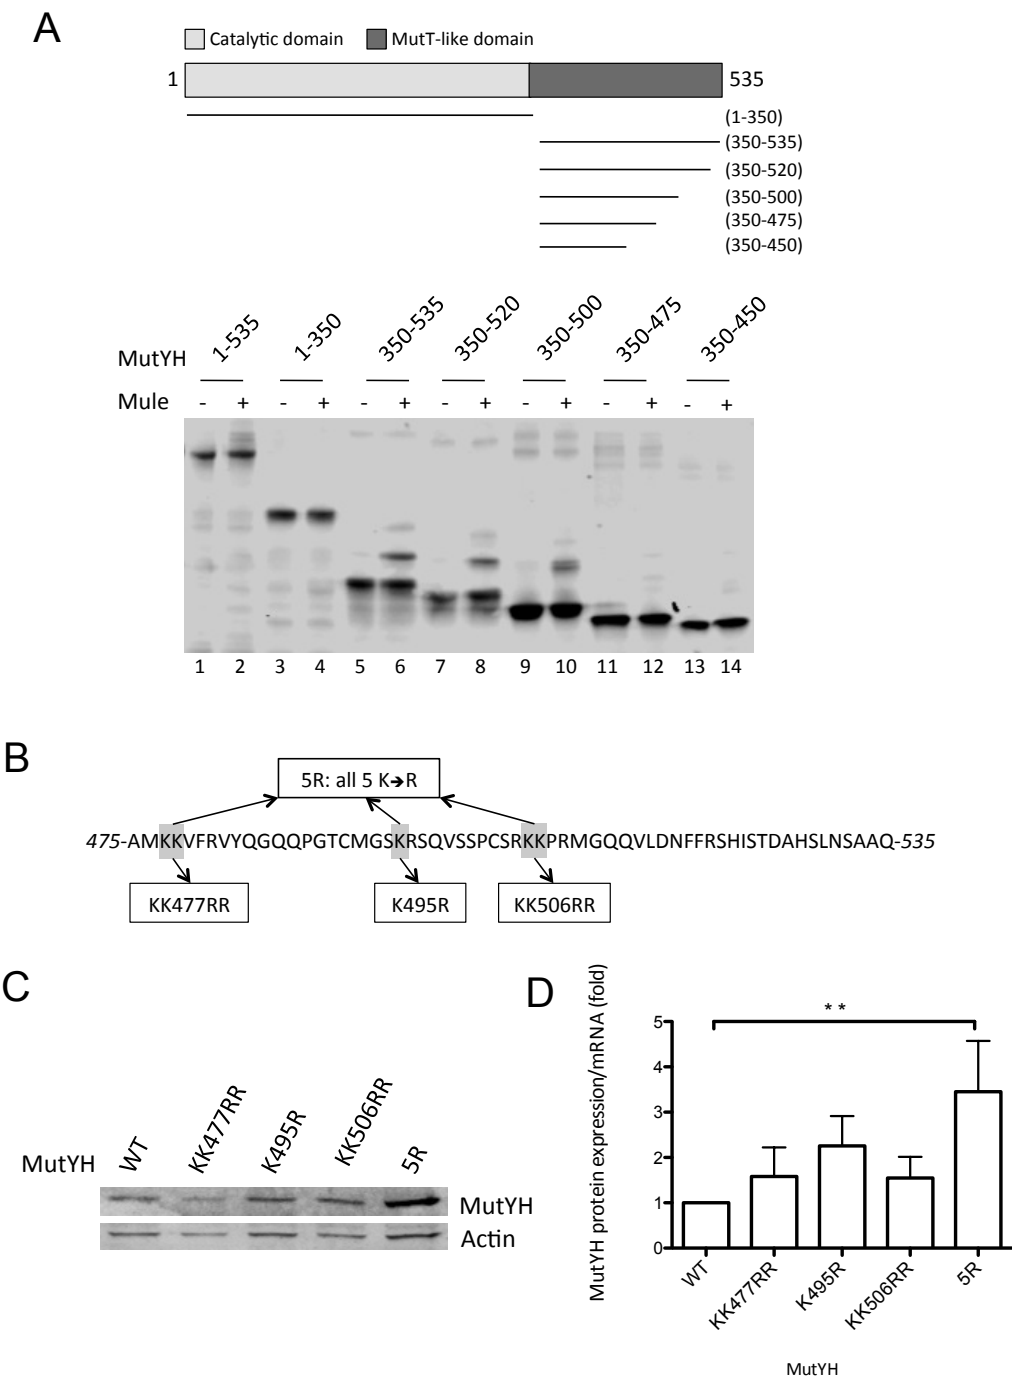 A
Catalytic domain MutT-like domain
1 535
(1-350)
(350-535)
(350-520)
(350-500)
(350-475)
(350-450)
MutYH 1-535 1-350 350-535 350-520 350-500 350-475 350-450
Mule - + - + - + - + - + - + - +
1 2 3 4 5 6 7 8 9 10 11 12 13 14
B
5R: all 5 K➔R
475-AMKKVFRVYQGQQPGTCMGSKRSQVSSPCSRKKPRMGQQVLDNFFRSHISTDAHSLNSAAQ-535
KK477RR K495R KK506RR
C
MutYH WT KK477RR K495R KK506RR 5R
MutYH
Actin
D
MutYH protein expression/mRNA (fold)
**
5
4
3
2
1
0
WT KK477RR K495R KK506RR 5R
MutYH